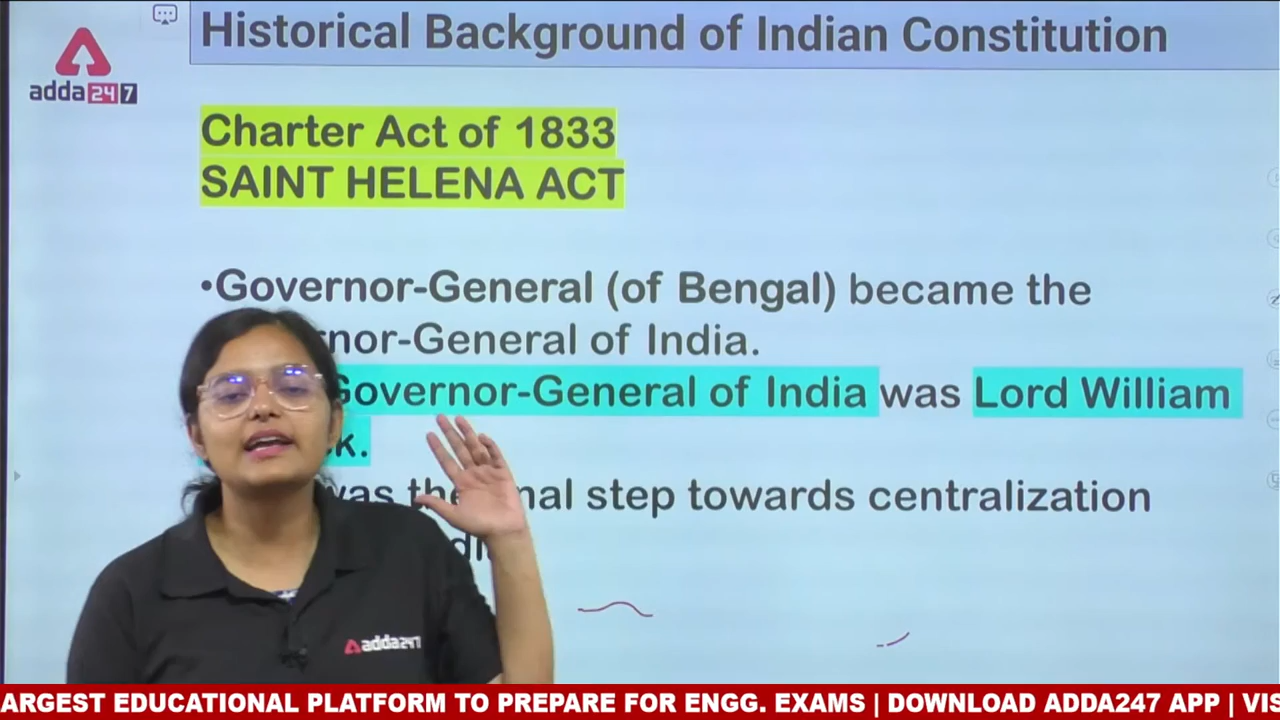 Historical Background of Indian Constitution
adda247
Charter Act of 1833
SAINT HELENA ACT
•Governor-General (of Bengal) became the
nor-General of India.
Governor-General of India was Lord William
k.
was the nal step towards centralization
adda247
ARGEST EDUCATIONAL PLATFORM TO PREPARE FOR ENGG. EXAMS | DOWNLOAD ADDA247 APP | VIS